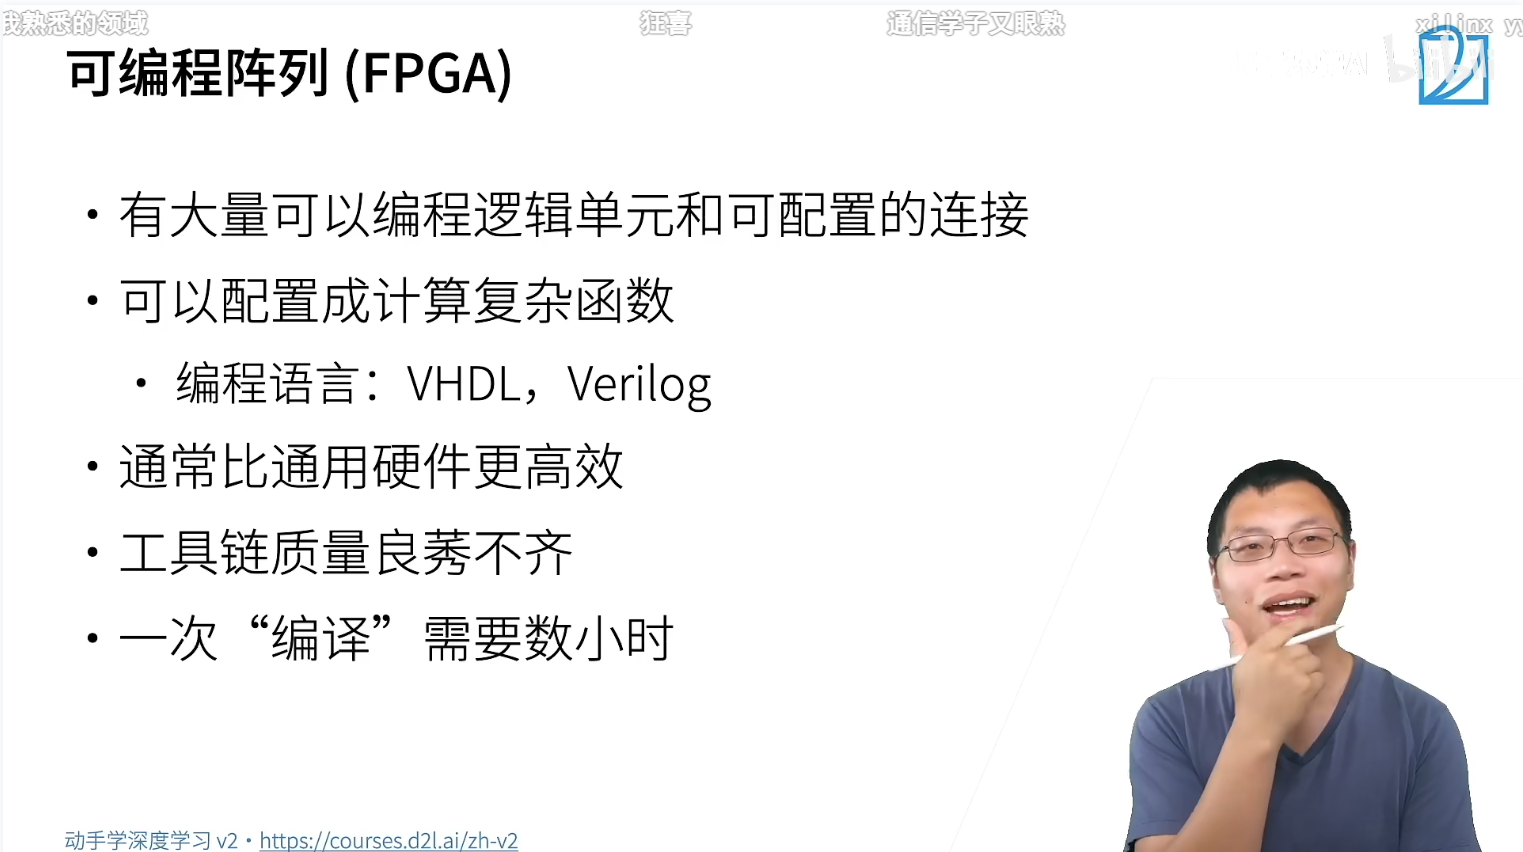 我熟悉的领域 狂喜 通信学子又眼熟 xilinx yy
可编程阵列 (FPGA)
bilibili
• 有大量可以编程逻辑单元和可配置的连接
• 可以配置成计算复杂函数
• 编程语言：VHDL，Verilog
• 通常比通用硬件更高效
• 工具链质量良莠不齐
• 一次“编译”需要数小时
动手学深度学习 v2 • https://courses.d2l.ai/zh-v2